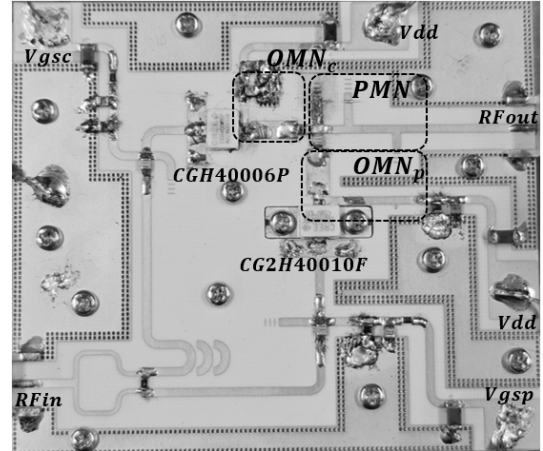 Vgsc
OMNc
Vdd
PMN
RFout
CGH40006P
OMNp
CG2H40010F
Vdd
RFin
Vgsp